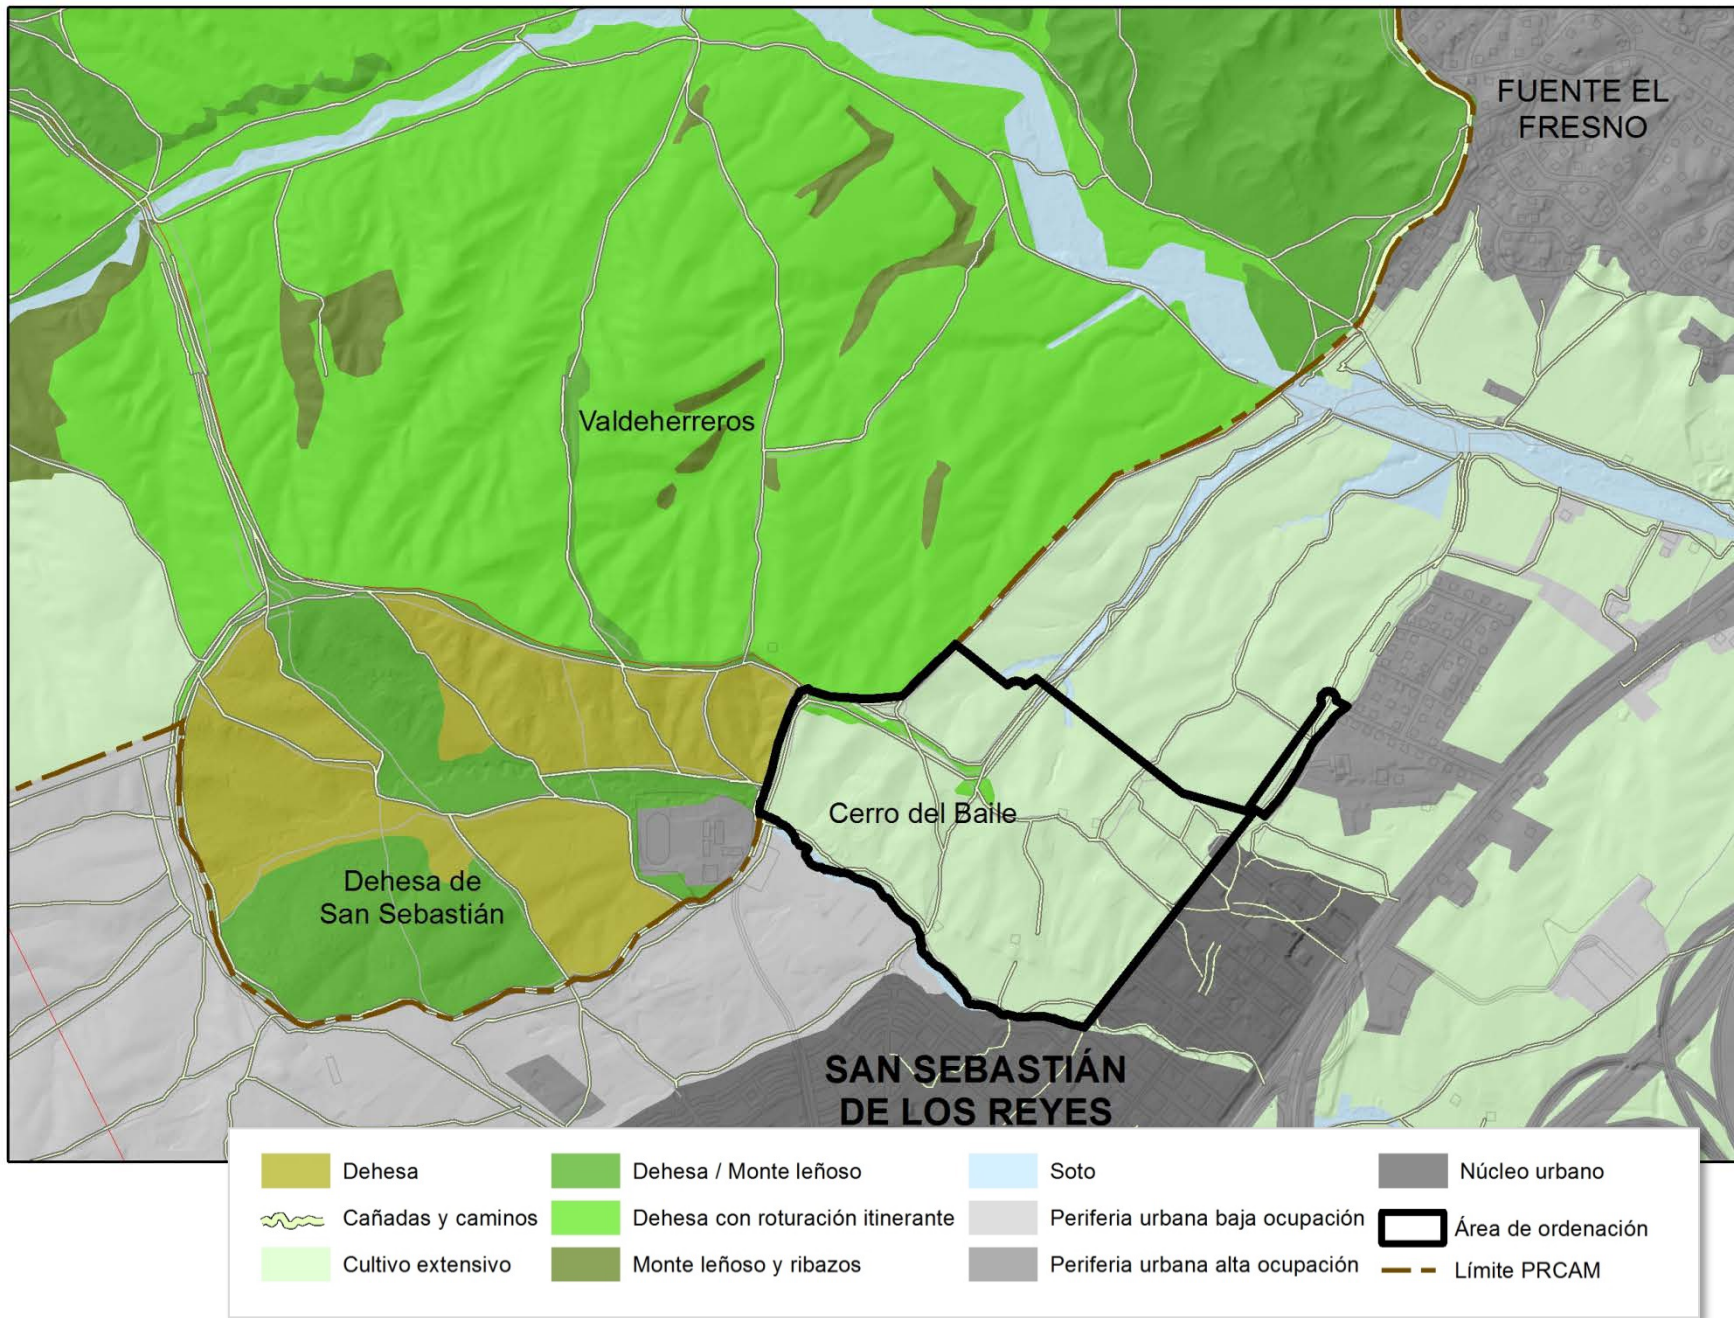 FUENTE EL
FRESNO
Valdeherreros
Cerro del Baile
Dehesa de
San Sebastián
SAN SEBASTIÁN
DE LOS REYES
Dehesa
Dehesa / Monte leñoso
Soto
Núcleo urbano
Cañadas y caminos
Dehesa con roturación itinerante
Periferia urbana baja ocupación
Área de ordenación
Cultivo extensivo
Monte leñoso y ribazos
Periferia urbana alta ocupación
Límite PRCAM